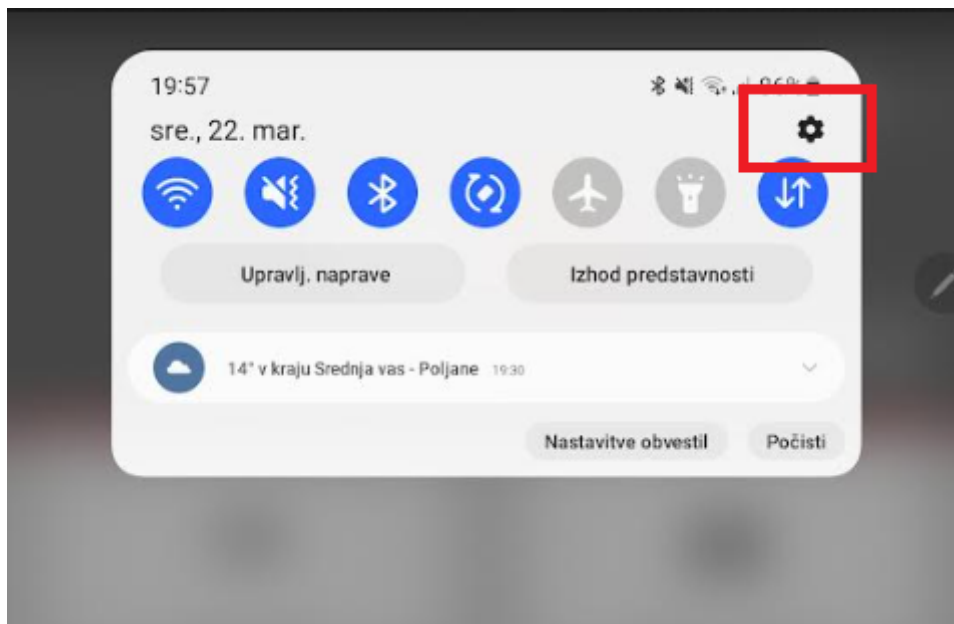 19:57
sre., 22. mar.
Upravlj. naprave
Izhod predstavnosti
14° v kraju Srednja vas - Poljane 19:30
Nastavitve obvestil
Počisti